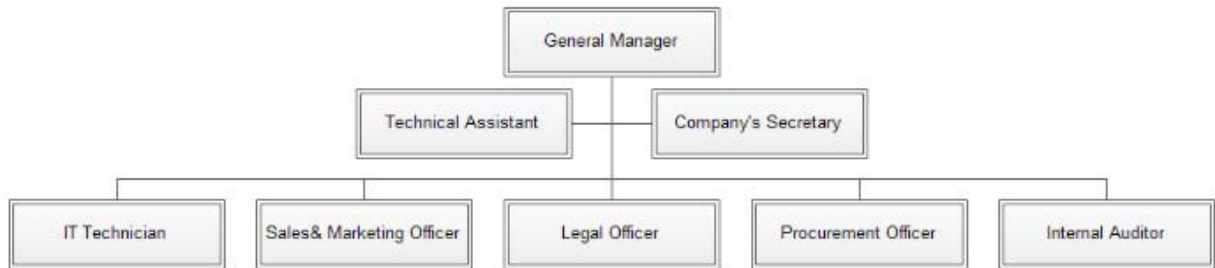 General Manager
Technical Assistant
Company's Secretary
IT Technician
Sales& Marketing Officer
Legal Officer
Procurement Officer
Internal Auditor